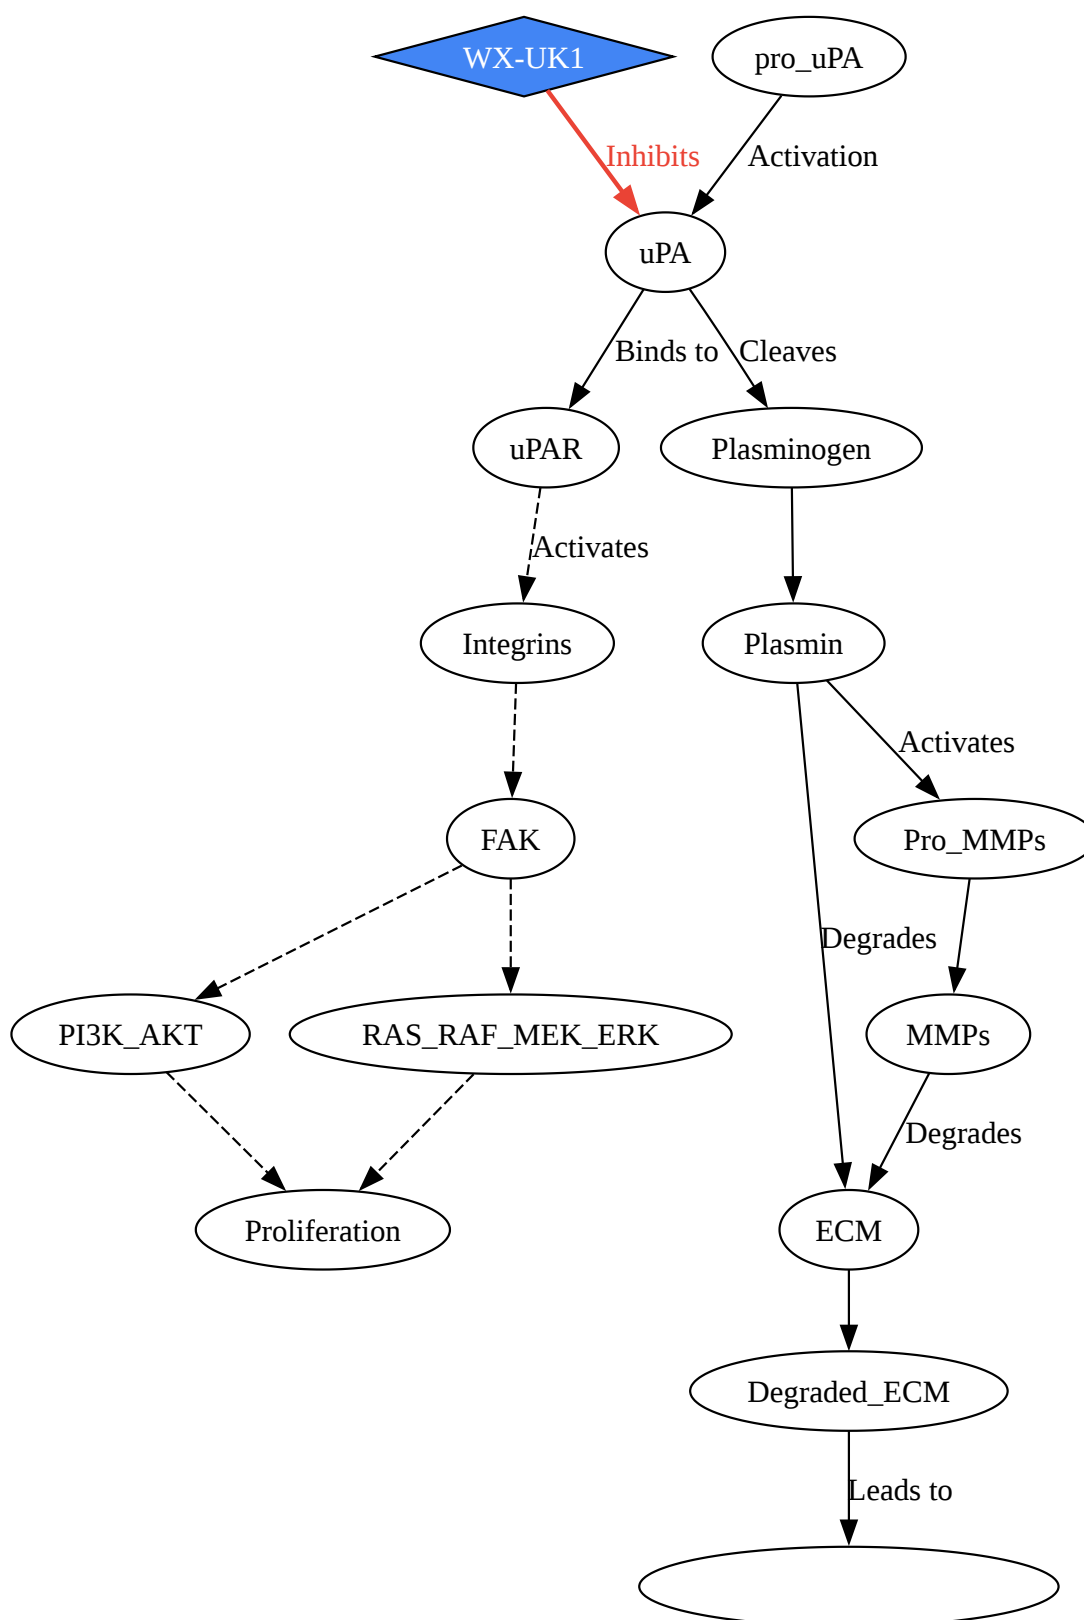 WX-UK1
pro_uPA
Inhibits
Activation
uPA
Binds to
Cleaves
uPAR
Plasminogen
Activates
Integrins
Plasmin
Activates
FAK
Pro_MMPs
Degrades
PI3K_AKT
RAS_RAF_MEK_ERK
MMPs
Degrades
Proliferation
ECM
Degraded_ECM
Leads to